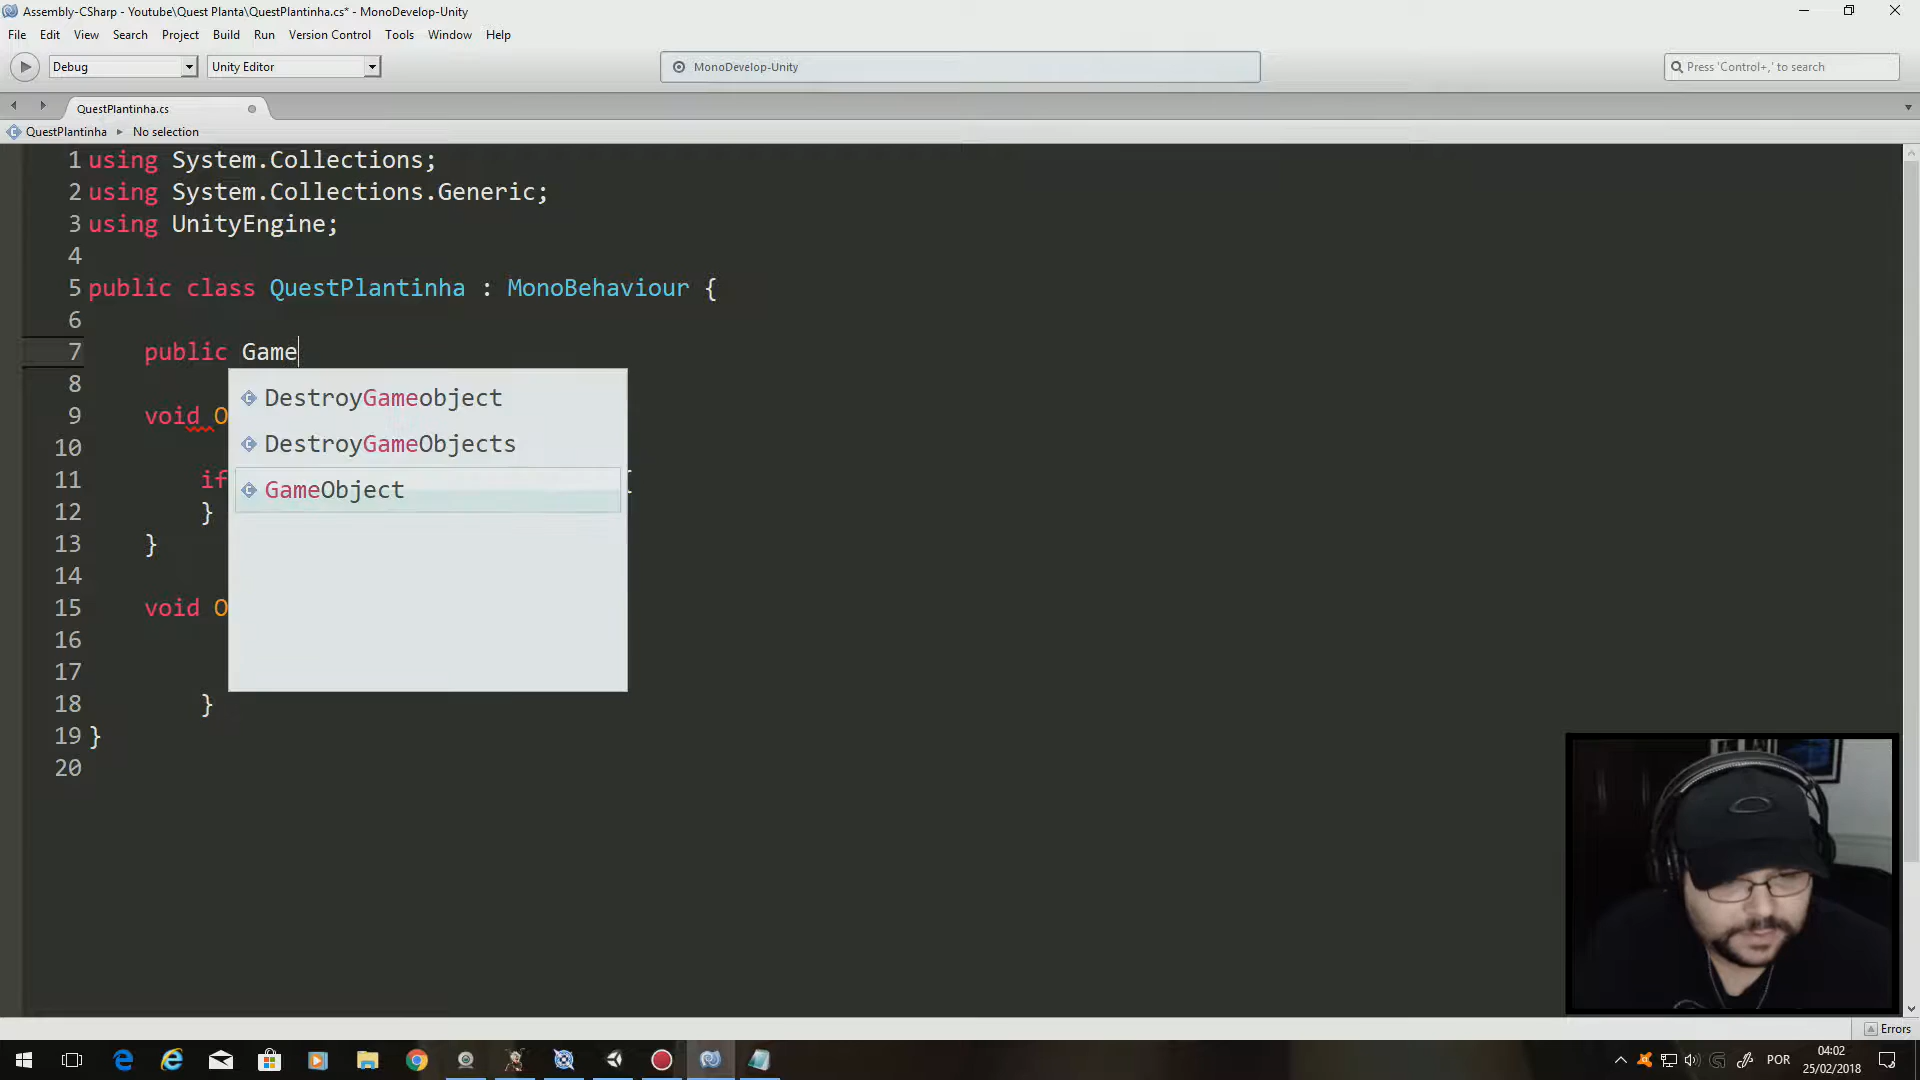 Assembly-CSharp - Youtube\Quest Planta\QuestPlantinha.cs* - MonoDevelop-Unity
File Edit View Search Project Build Run Version Control Tools Window Help
Debug Unity Editor MonoDevelop-Unity Press 'Control+,' to search
QuestPlantinha.cs
QuestPlantinha No selection
1 using System.Collections;
2 using System.Collections.Generic;
3 using UnityEngine;
4
5 public class QuestPlantinha : MonoBehaviour {
6
7 public Game
8
DestroyGameobject
9 void O
DestroyGameObjects
10
11 if
GameObject
12 }
13 }
14
15 void O
16
17
18 }
19 }
20
Errors
POR
04:02
25/02/2018